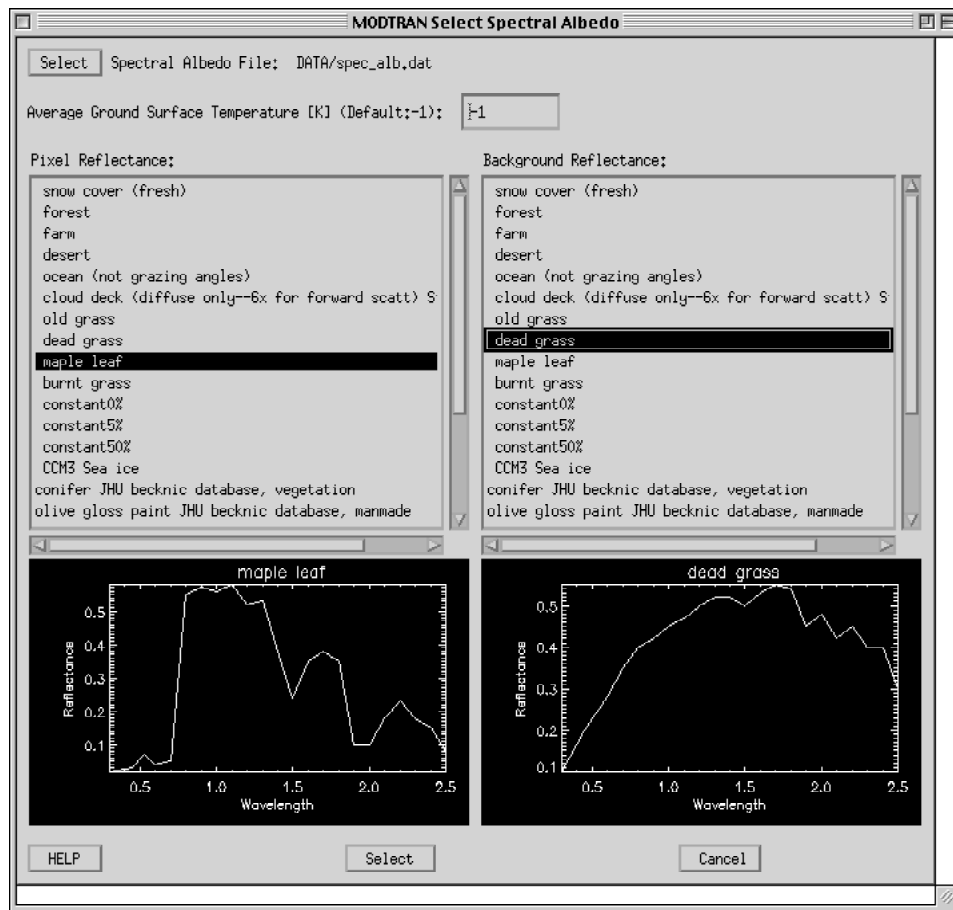 MODTRAN Select Spectral Albedo
Select Spectral Albedo File: DATA/spec_alb.dat
Average Ground Surface Temperature [K] (Default:-1): -1
Pixel Reflectance:
snow cover (fresh)
forest
farm
desert
ocean (not grazing angles)
cloud deck (diffuse only--6x for forward scatt) S
old grass
dead grass
maple leaf
burnt grass
constant0%
constant5%
constant50%
CCM3 Sea ice
conifer JHU becknic database, vegetation
olive gloss paint JHU becknic database, manmade
Background Reflectance:
snow cover (fresh)
forest
farm
desert
ocean (not grazing angles)
cloud deck (diffuse only--6x for forward scatt) S
old grass
dead grass
maple leaf
burnt grass
constant0%
constant5%
constant50%
CCM3 Sea ice
conifer JHU becknic database, vegetation
olive gloss paint JHU becknic database, manmade
maple leaf
Reflectance
0.5
0.4
0.3
0.2
0.1
0.5 1.0 1.5 2.0 2.5
Wavelength
dead grass
Reflectance
0.5
0.4
0.3
0.2
0.1
0.5 1.0 1.5 2.0 2.5
Wavelength
HELP Select Cancel